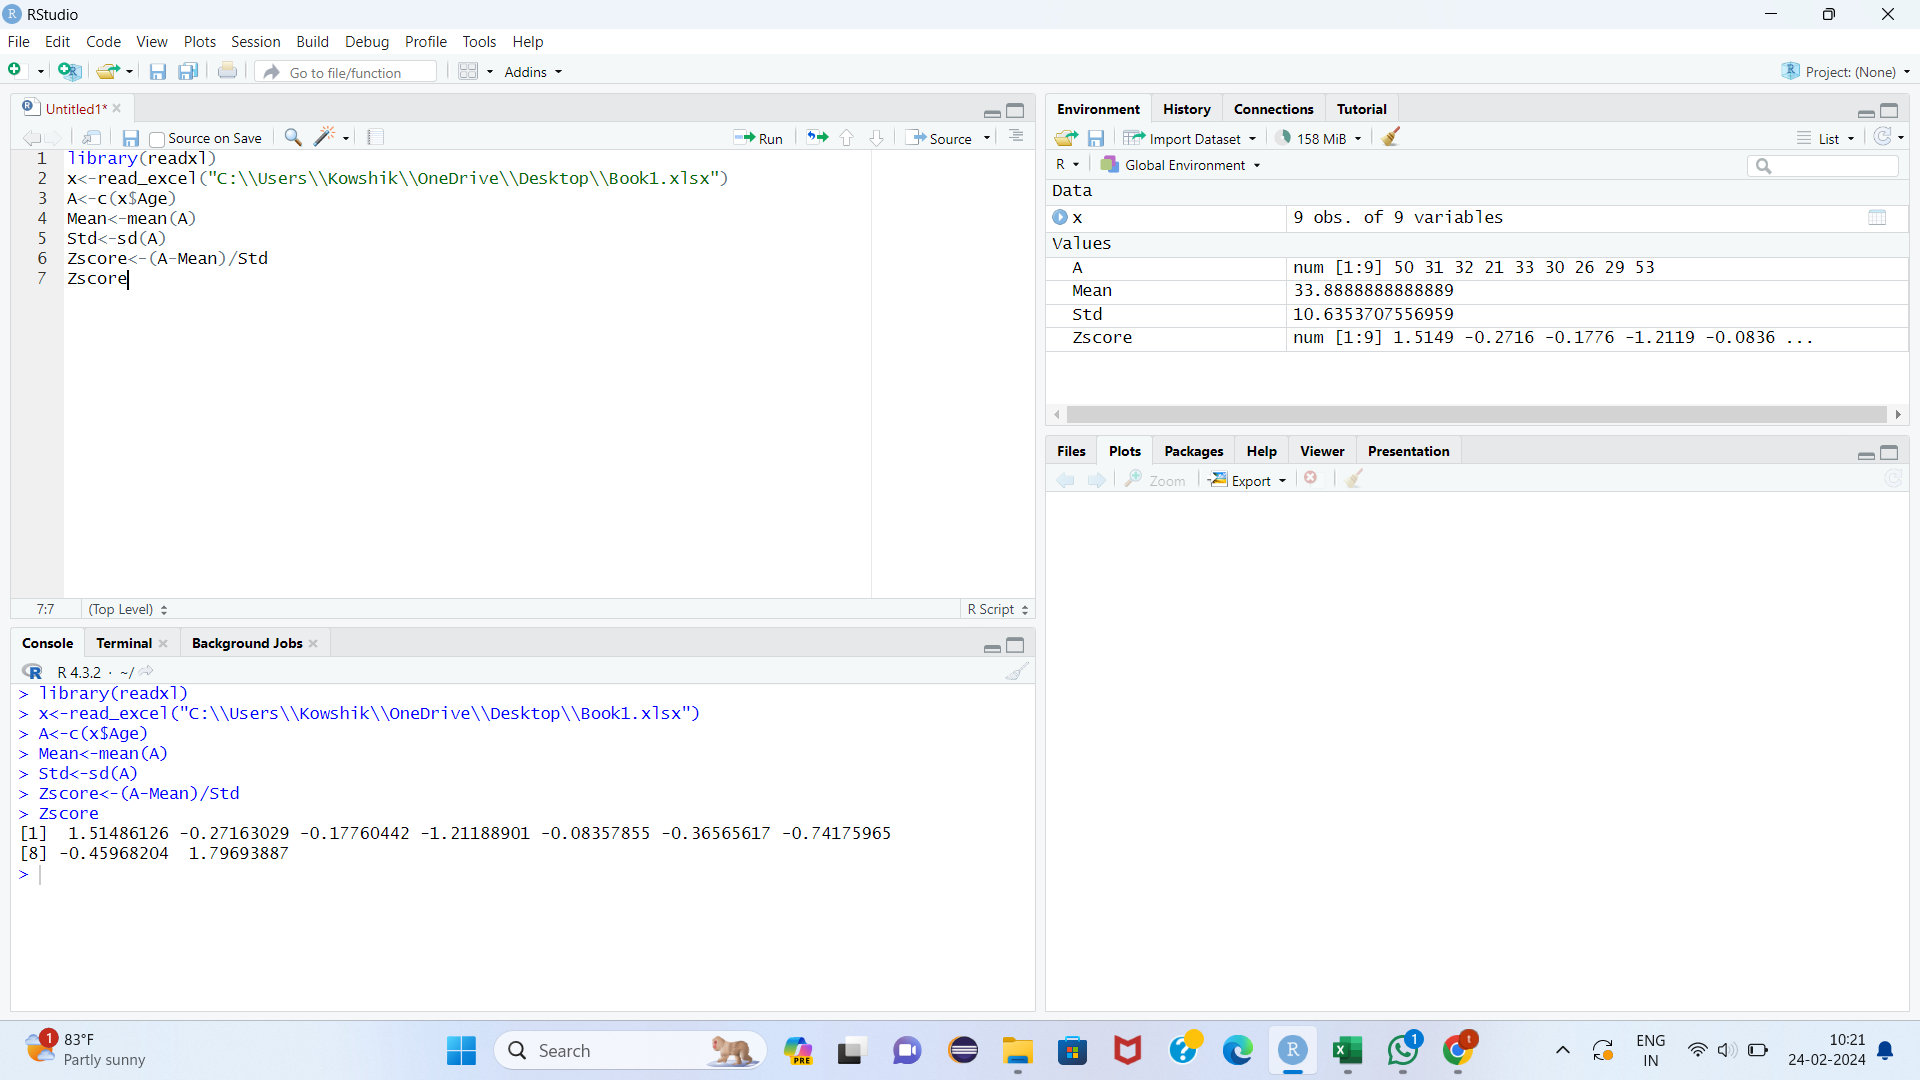 RStudio
File Edit Code View Plots Session Build Debug Profile Tools Help
Go to file/function Addins Project: (None)
Untitled1*
Source on Save Run Source
1 library(readxl)
2 x<-read_excel("C:\\Users\\Kowshik\\OneDrive\\Desktop\\Book1.xlsx")
3 A<-c(x$Age)
4 Mean<-mean(A)
5 Std<-sd(A)
6 Zscore<-(A-Mean)/Std
7 Zscore
7:7 (Top Level) R Script
Console Terminal Background Jobs
R 4.3.2 · ~/
> library(readxl)
> x<-read_excel("C:\\Users\\Kowshik\\OneDrive\\Desktop\\Book1.xlsx")
> A<-c(x$Age)
> Mean<-mean(A)
> Std<-sd(A)
> Zscore<-(A-Mean)/Std
> Zscore
[1] 1.51486126 -0.27163029 -0.17760442 -1.21188901 -0.08357855 -0.36565617 -0.74175965
[8] -0.45968204 1.79693887
>
Environment History Connections Tutorial
Import Dataset 158 MiB List
R Global Environment
Data
x 9 obs. of 9 variables
Values
A num [1:9] 50 31 32 21 33 30 26 29 53
Mean 33.8888888888889
Std 10.6353707556959
Zscore num [1:9] 1.5149 -0.2716 -0.1776 -1.2119 -0.0836 ...
Files Plots Packages Help Viewer Presentation
Zoom Export
1 83°F
Partly sunny
Search
PRE
1
t
ENG
IN
10:21
24-02-2024